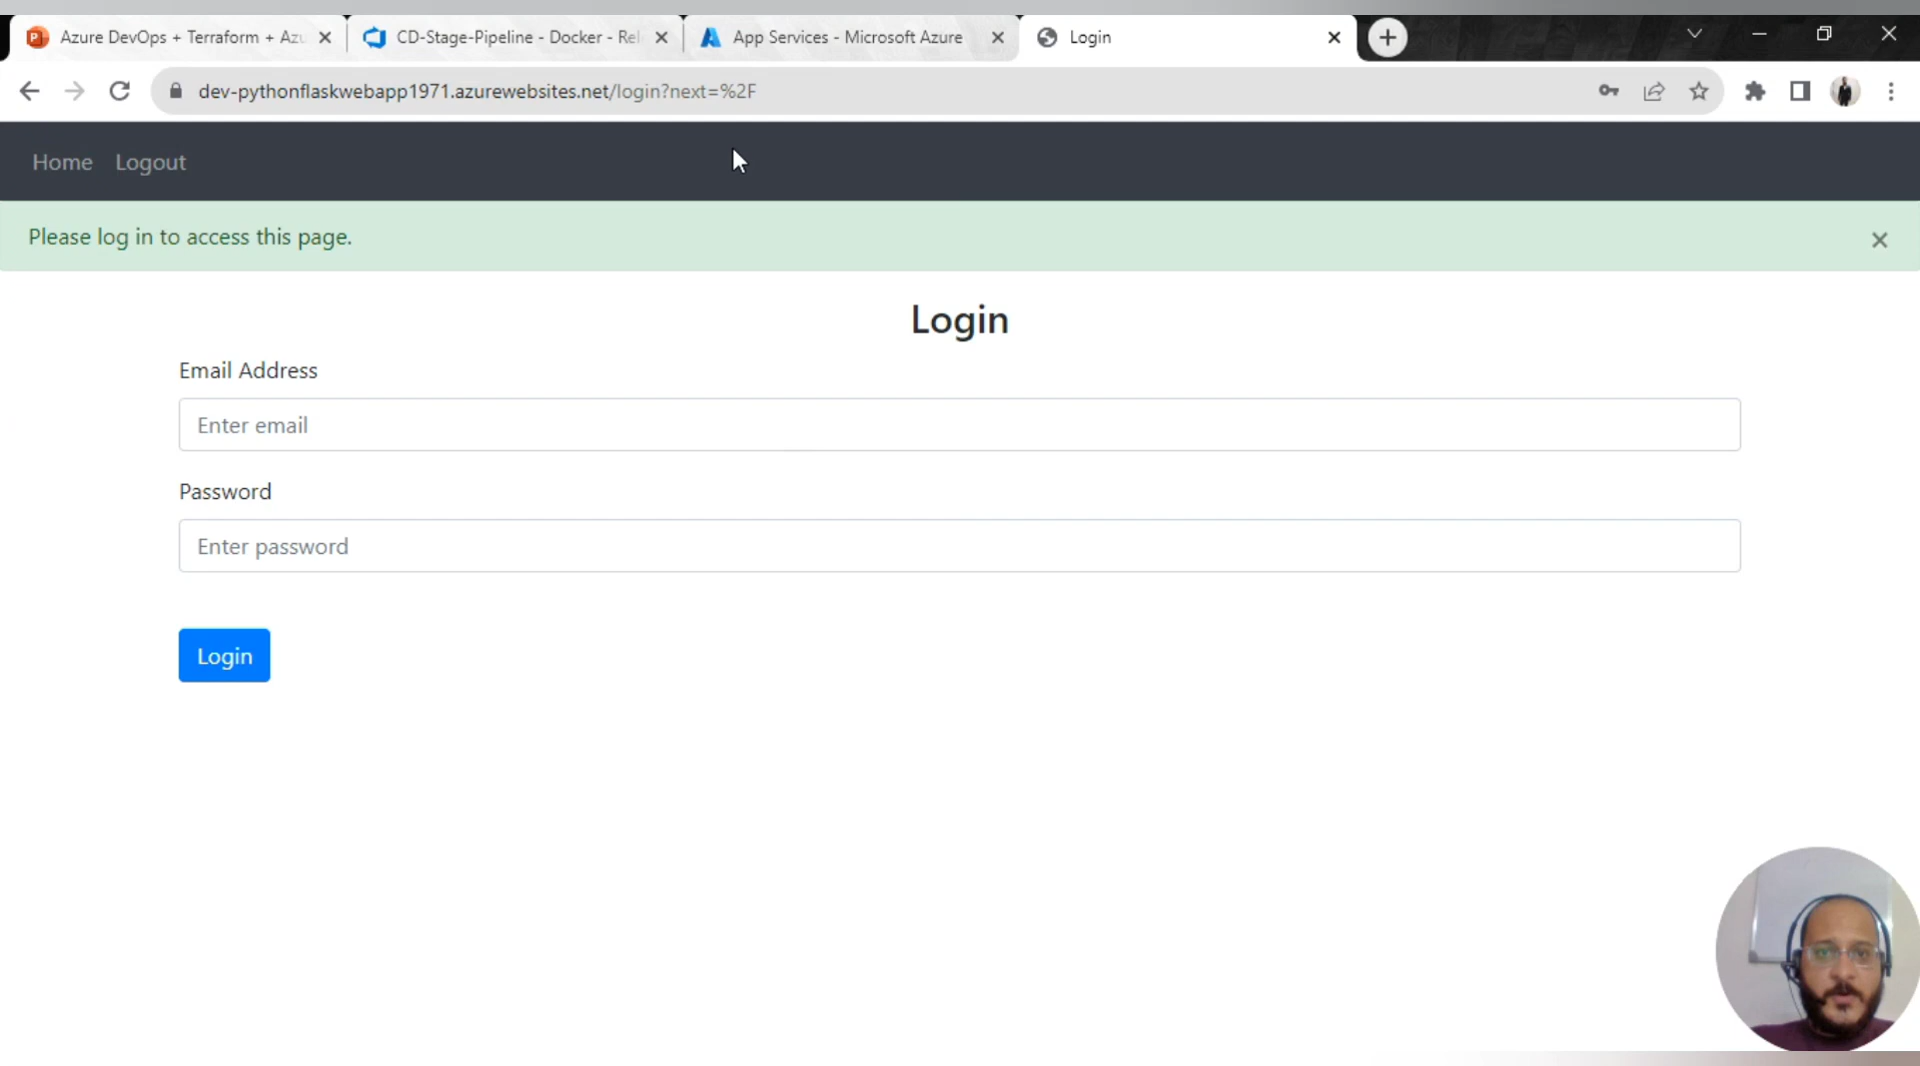 Azure DevOps + Terraform + Azu
CD-Stage-Pipeline - Docker - Rel
App Services - Microsoft Azure
Login
dev-pythonflaskwebapp1971.azurewebsites.net/login?next=%2F
Home
Logout
Please log in to access this page.
Login
Email Address
Enter email
Password
Enter password
Login